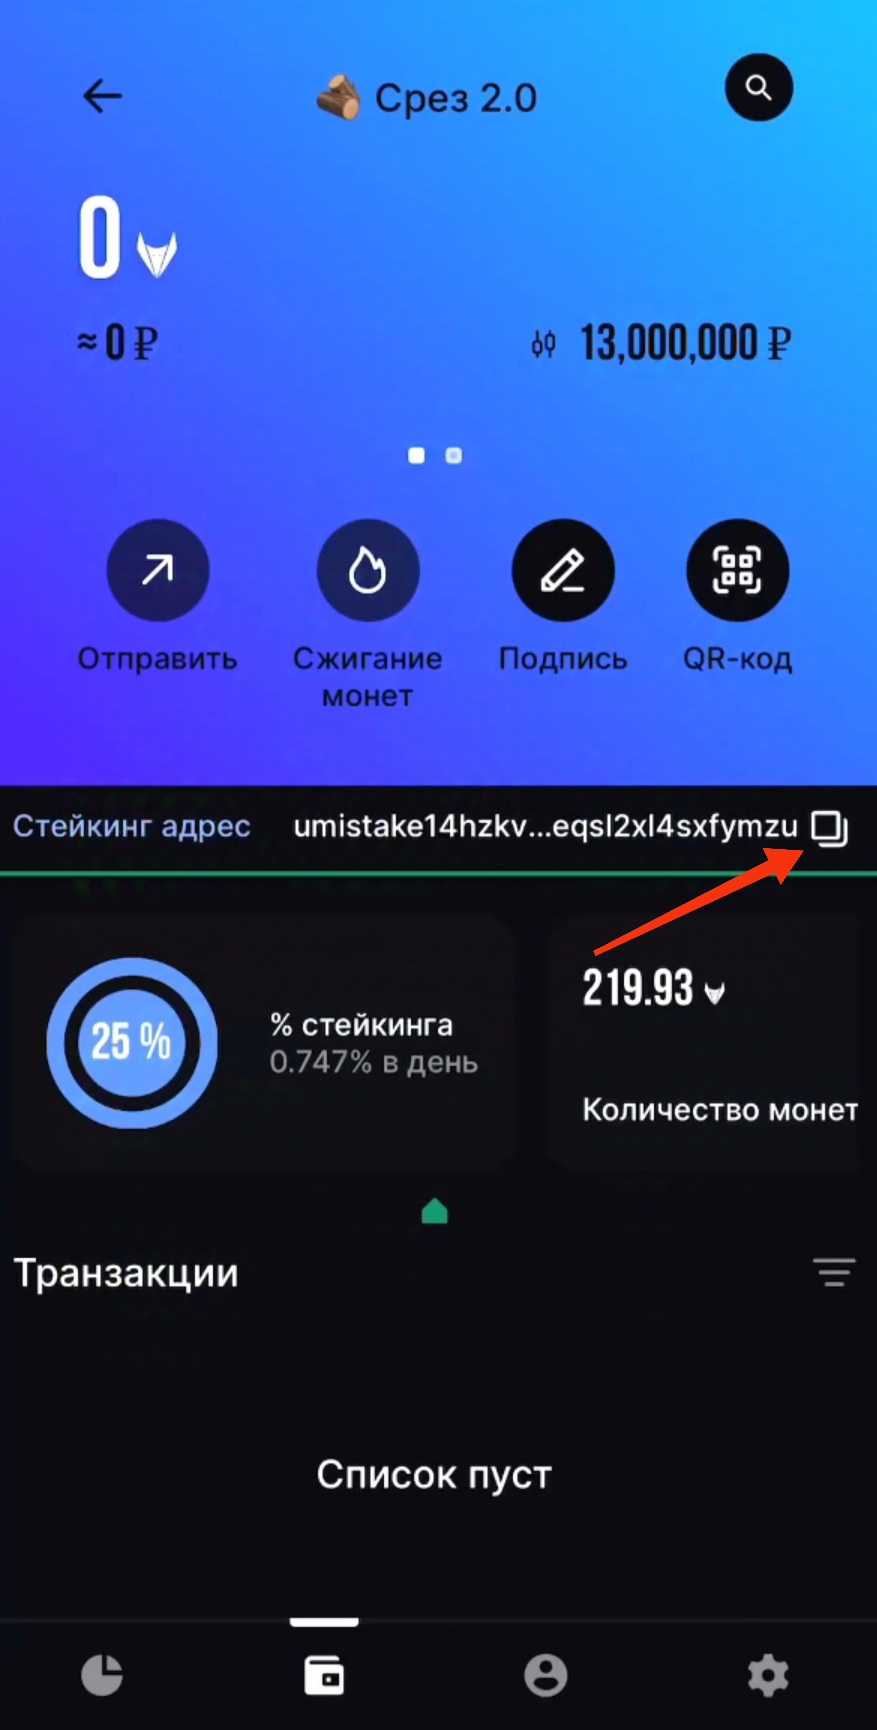 Срез 2.0
0
≈ 0 ₽
13,000,000 ₽
Отправить
Сжигание
монет
Подпись
QR-код
Стейкинг адрес umistake14hzkv...eqsl2xl4sxfymzu
25 %
% стейкинга
0.747% в день
219.93
Количество монет
Транзакции
Список пуст